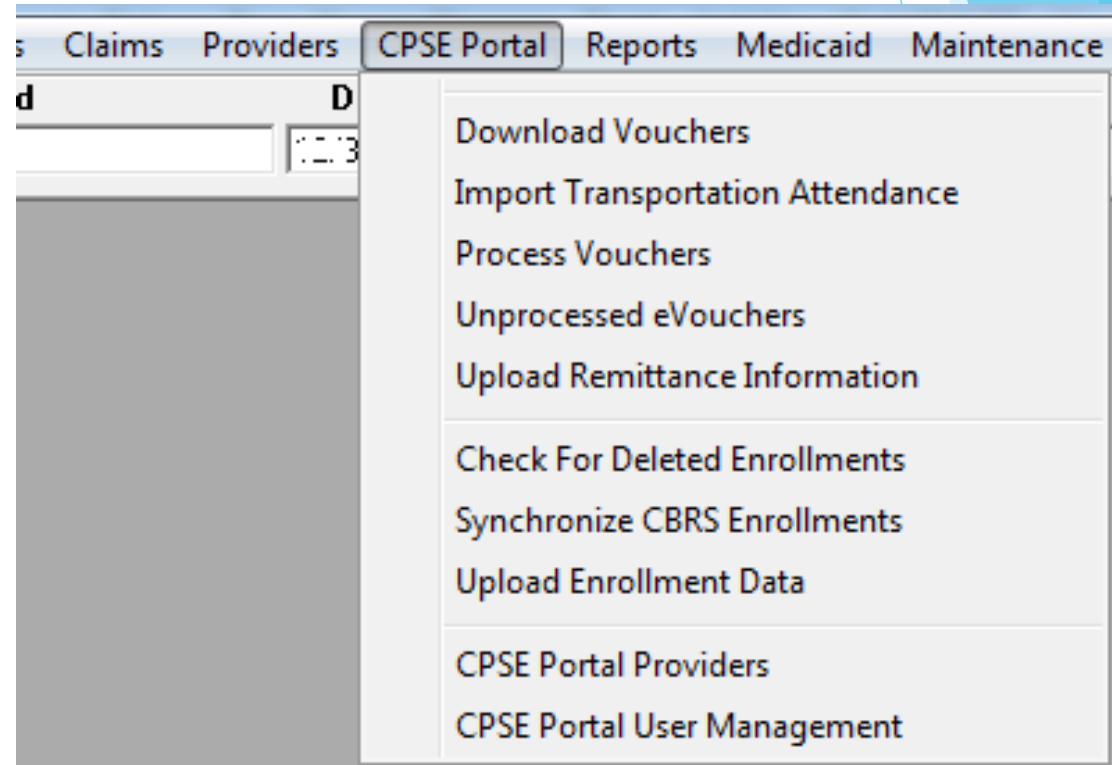 s Claims Providers CPSE Portal Reports Medicaid Maintenance
d D
Download Vouchers
Import Transportation Attendance
Process Vouchers
Unprocessed eVouchers
Upload Remittance Information
Check For Deleted Enrollments
Synchronize CBRS Enrollments
Upload Enrollment Data
CPSE Portal Providers
CPSE Portal User Management